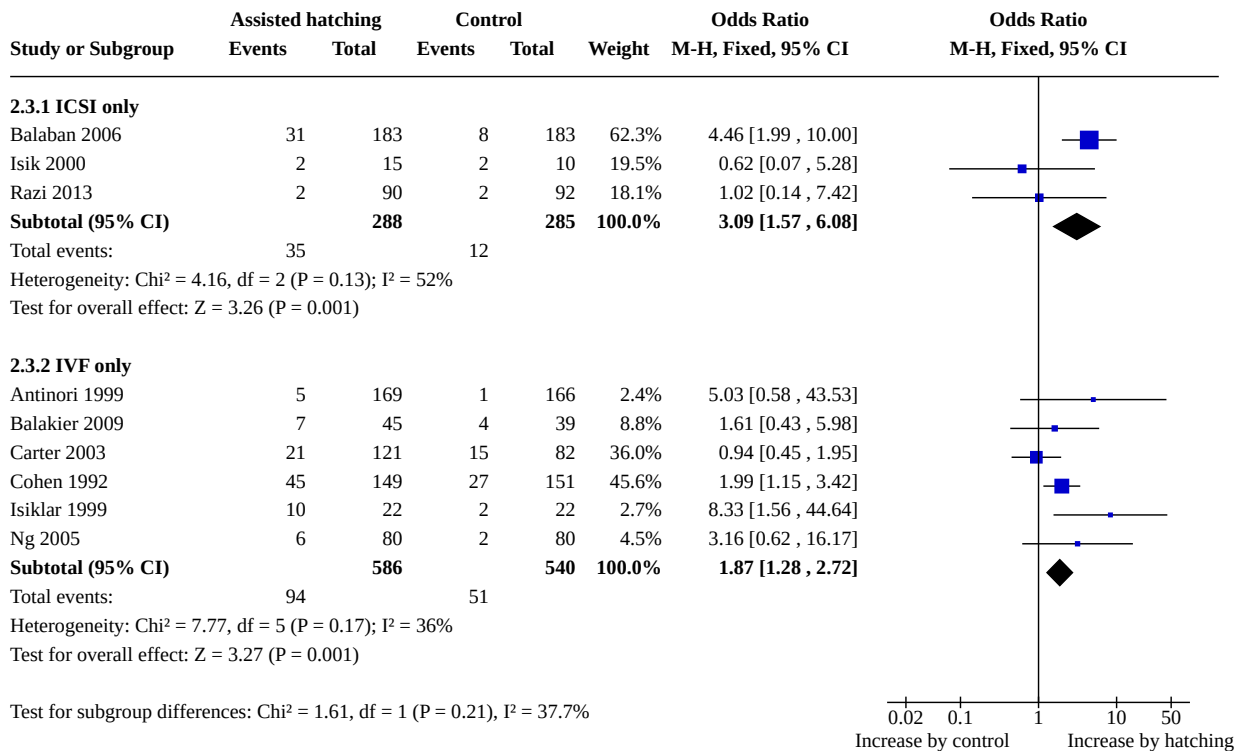 Assisted hatching Control Odds Ratio Odds Ratio
Study or Subgroup Events Total Events Total Weight M-H, Fixed, 95% CI M-H, Fixed, 95% CI
2.3.1 ICSI only
Balaban 2006 31 183 8 183 62.3% 4.46 [1.99 , 10.00]
Isik 2000 2 15 2 10 19.5% 0.62 [0.07 , 5.28]
Razi 2013 2 90 2 92 18.1% 1.02 [0.14 , 7.42]
Subtotal (95% CI) 288 285 100.0% 3.09 [1.57 , 6.08]
Total events: 35 12
Heterogeneity: Chi² = 4.16, df = 2 (P = 0.13); I² = 52%
Test for overall effect: Z = 3.26 (P = 0.001)
2.3.2 IVF only
Antinori 1999 5 169 1 166 2.4% 5.03 [0.58 , 43.53]
Balakier 2009 7 45 4 39 8.8% 1.61 [0.43 , 5.98]
Carter 2003 21 121 15 82 36.0% 0.94 [0.45 , 1.95]
Cohen 1992 45 149 27 151 45.6% 1.99 [1.15 , 3.42]
Isiklar 1999 10 22 2 22 2.7% 8.33 [1.56 , 44.64]
Ng 2005 6 80 2 80 4.5% 3.16 [0.62 , 16.17]
Subtotal (95% CI) 586 540 100.0% 1.87 [1.28 , 2.72]
Total events: 94 51
Heterogeneity: Chi² = 7.77, df = 5 (P = 0.17); I² = 36%
Test for overall effect: Z = 3.27 (P = 0.001)
Test for subgroup differences: Chi² = 1.61, df = 1 (P = 0.21), I² = 37.7%
0.02 0.1 1 10 50
Increase by control Increase by hatching